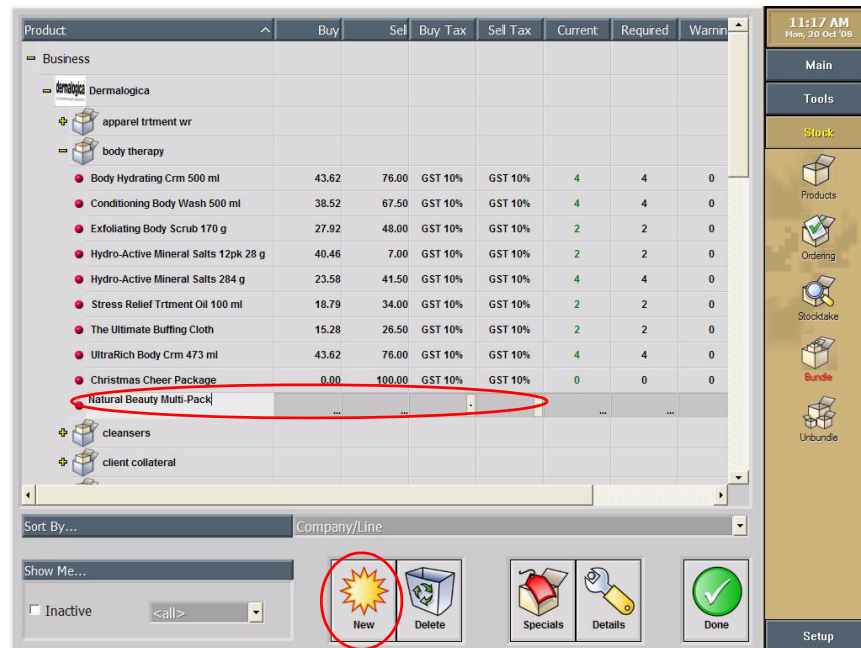 Product Buy Sell Buy Tax Sell Tax Current Required Warnin
11:17 AM
Mon, 20 Oct '08
Main
Tools
Stock
Products
Ordering
Stocktake
Bundle
Unbundle
Setup
Business
dermalogica Dermalogica
apparel trtment wr
body therapy
Body Hydrating Crm 500 ml 43.62 76.00 GST 10% GST 10% 4 4 0
Conditioning Body Wash 500 ml 38.52 67.50 GST 10% GST 10% 4 4 0
Exfoliating Body Scrub 170 g 27.92 48.00 GST 10% GST 10% 2 2 0
Hydro-Active Mineral Salts 12pk 28 g 40.46 7.00 GST 10% GST 10% 2 2 0
Hydro-Active Mineral Salts 284 g 23.58 41.50 GST 10% GST 10% 4 4 0
Stress Relief Trtment Oil 100 ml 18.79 34.00 GST 10% GST 10% 2 2 0
The Ultimate Buffing Cloth 15.28 26.50 GST 10% GST 10% 2 2 0
UltraRich Body Crm 473 ml 43.62 76.00 GST 10% GST 10% 4 4 0
Christmas Cheer Package 0.00 100.00 GST 10% GST 10% 0 0 0
Natural Beauty Multi-Pack ... ... ... ...
cleansers
client collateral
Sort By... Company/Line
Show Me...
Inactive <all>
New Delete Specials Details Done